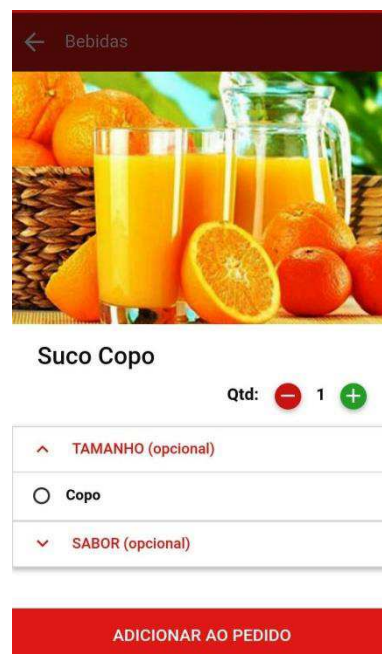 Bebidas
Suco Copo
Qtd: 1
TAMANHO (opcional)
Copo
SABOR (opcional)
ADICIONAR AO PEDIDO